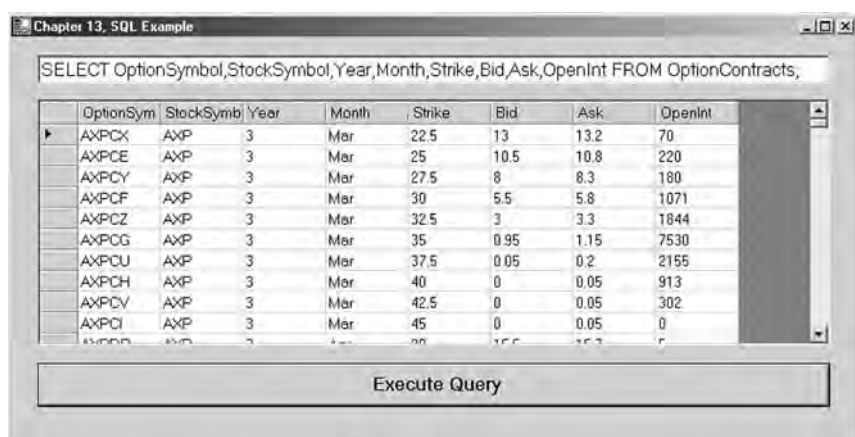 Chapter 13, SQL Example
SELECT OptionSymbol,StockSymbol,Year,Month,Strike,Bid,Ask,OpenInt FROM OptionContracts;
OptionSym StockSymb Year Month Strike Bid Ask OpenInt
AXPCX AXP 3 Mar 22.5 13 13.2 70
AXPCE AXP 3 Mar 25 10.5 10.8 220
AXPCY AXP 3 Mar 27.5 8 8.3 180
AXPCF AXP 3 Mar 30 5.5 5.8 1071
AXPCZ AXP 3 Mar 32.5 3 3.3 1844
AXPCG AXP 3 Mar 35 0.95 1.15 7530
AXPCU AXP 3 Mar 37.5 0.05 0.2 2155
AXPCH AXP 3 Mar 40 0 0.05 913
AXPCV AXP 3 Mar 42.5 0 0.05 302
AXPCI AXP 3 Mar 45 0 0.05 0
Execute Query